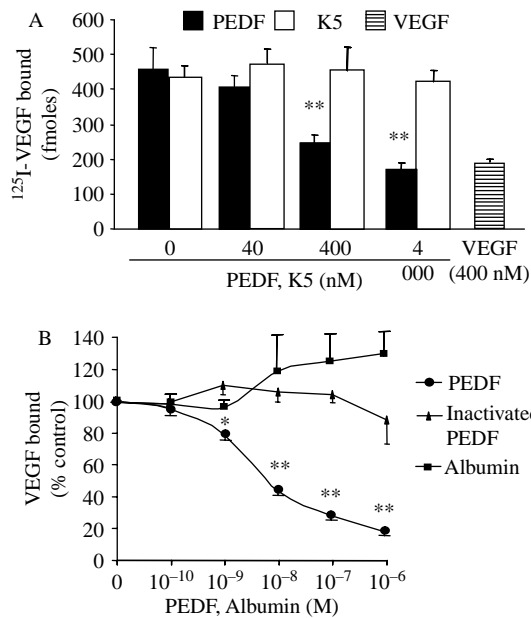 A
PEDF K5 VEGF
600
500
400
300
200
100
0
¹²⁵I-VEGF bound
(fmoles)
**
**
0 40 400 4 VEGF
000 (400 nM)
PEDF, K5 (nM)
B
140
120
100
80
60
40
20
0
VEGF bound
(% control)
*
**
**
**
PEDF
Inactivated
PEDF
Albumin
0 10⁻¹⁰ 10⁻⁹ 10⁻⁸ 10⁻⁷ 10⁻⁶
PEDF, Albumin (M)